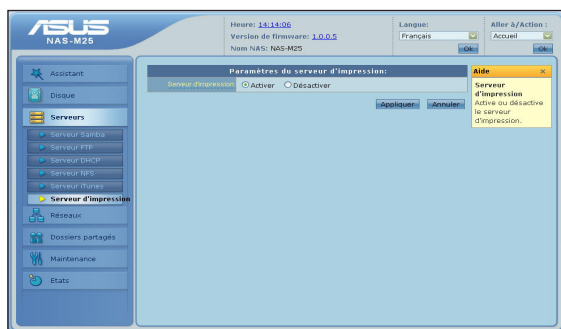 ASUS
NAS-M25
Heure: 14:14:06
Version de firmware: 1.0.0.5
Nom NAS: NAS-M25
Langue:
Français
Ok
Aller à/Action :
Accueil
Ok
Assistant
Disque
Serveurs
Serveur Samba
Serveur FTP
Serveur DHCP
Serveur NFS
Serveur iTunes
Serveur d'impression
Réseaux
Dossiers partagés
Maintenance
Etats
Paramètres du serveur d'impression:
Serveur d'impression Activer Désactiver
Appliquer Annuler
Aide ×
Serveur
d'impression
Active ou désactive
le serveur
d'impression.